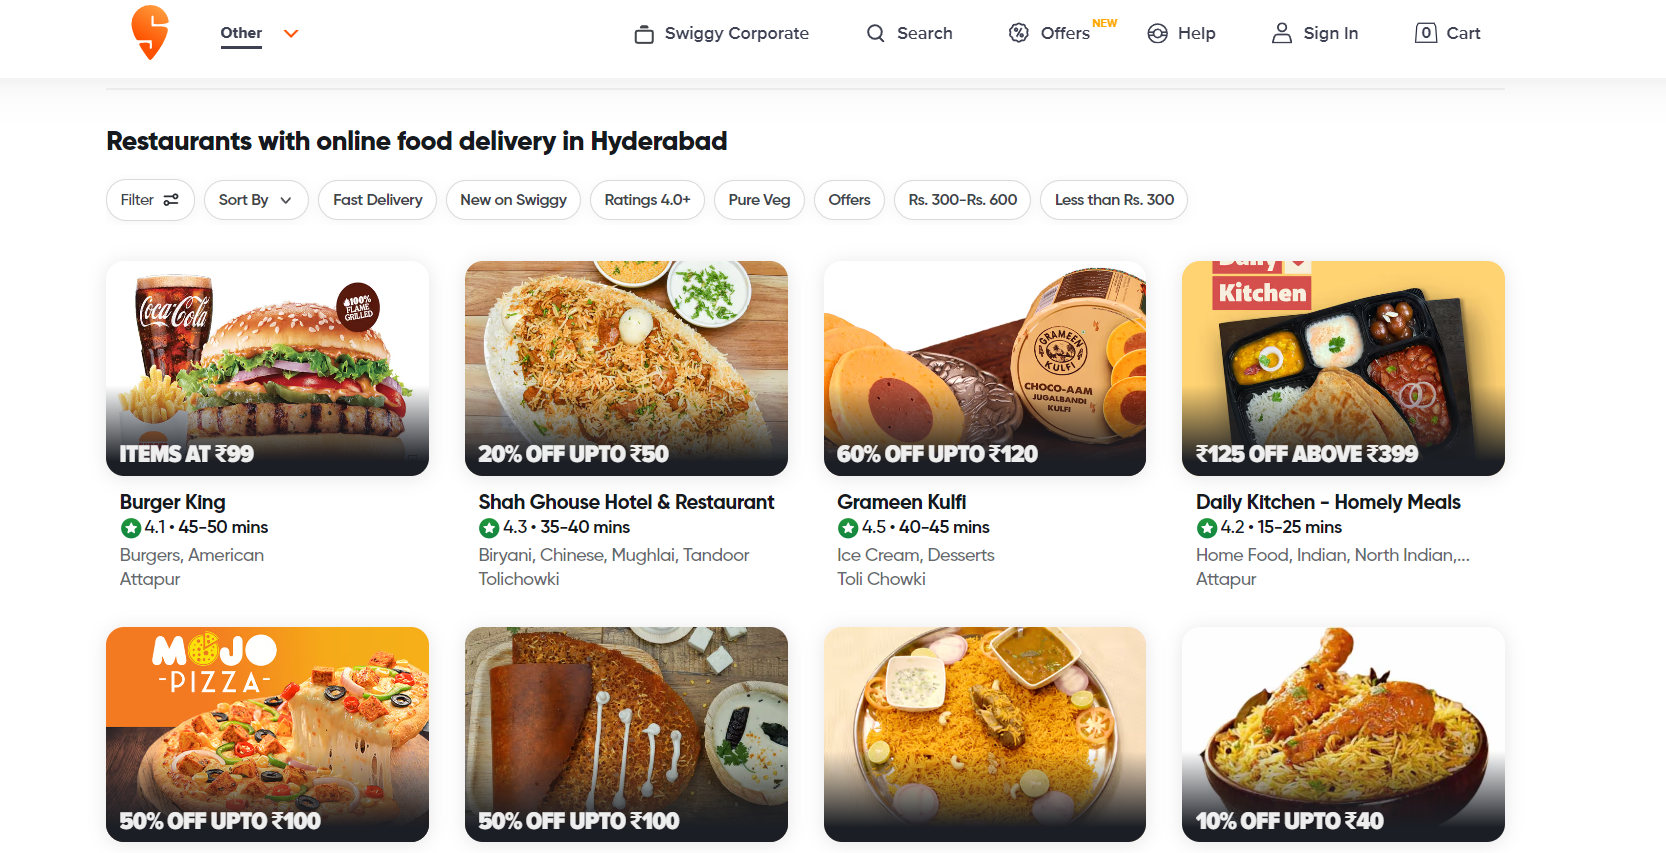 Other
Swiggy Corporate
Search
Offers NEW
Help
Sign In
0 Cart
Restaurants with online food delivery in Hyderabad
Filter
Sort By
Fast Delivery
New on Swiggy
Ratings 4.0+
Pure Veg
Offers
Rs. 300-Rs. 600
Less than Rs. 300
Coca-Cola
100%
FLAME
GRILLED
ITEMS AT ₹99
Burger King
4.1 • 45-50 mins
Burgers, American
Attapur
20% OFF UPTO ₹50
Shah Ghouse Hotel & Restaurant
4.3 • 35-40 mins
Biryani, Chinese, Mughlai, Tandoor
Tolichowki
GRAMEEN
KULFI
CHOCO-AAM
JUGALBANDI
KULFI
60% OFF UPTO ₹120
Grameen Kulfi
4.5 • 40-45 mins
Ice Cream, Desserts
Toli Chowki
Daily
Kitchen
₹125 OFF ABOVE ₹399
Daily Kitchen - Homely Meals
4.2 • 15-25 mins
Home Food, Indian, North Indian,...
Attapur
MOJO
-PIZZA-
50% OFF UPTO ₹100
50% OFF UPTO ₹100
10% OFF UPTO ₹40